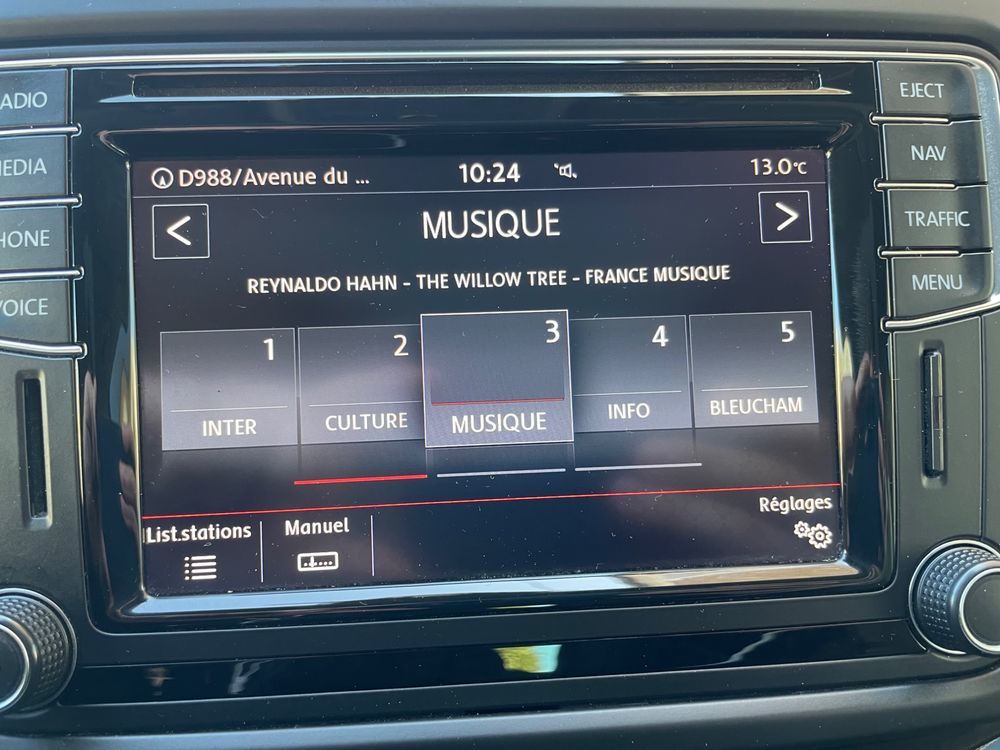 EJECT
NAV
TRAFFIC
MENU
D988/Avenue du ...
10:24
13.0°C
<
MUSIQUE
>
REYNALDO HAHN - THE WILLOW TREE - FRANCE MUSIQUE
1
2
3
4
5
INTER
CULTURE
MUSIQUE
INFO
BLEUCHAM
List.stations
Manuel
Réglages
ADIO
EDIA
HONE
VOICE